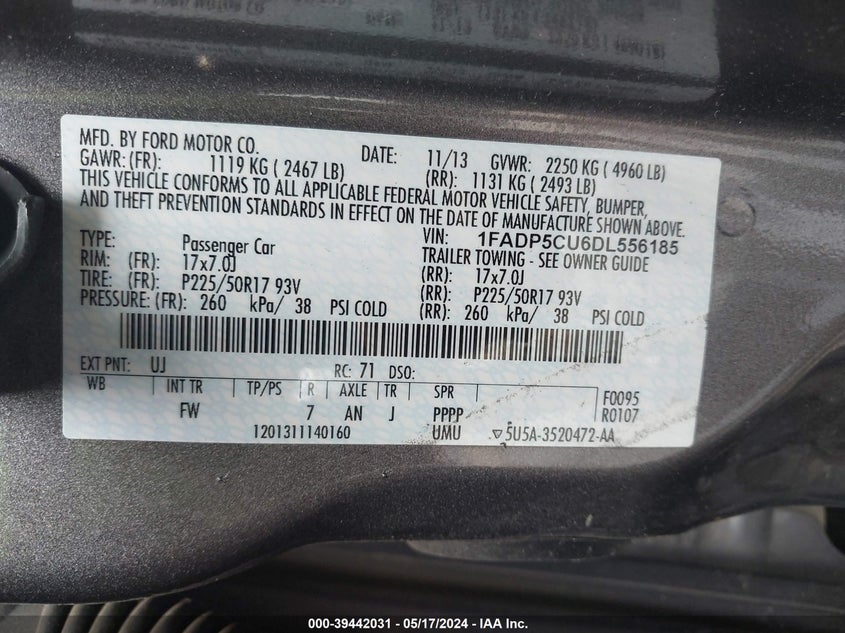 MFD. BY FORD MOTOR CO. DATE: 11/13 GVWR: 2250 KG ( 4960 LB)
GAWR: (FR): 1119 KG ( 2467 LB) (RR): 1131 KG ( 2493 LB)
THIS VEHICLE CONFORMS TO ALL APPLICABLE FEDERAL MOTOR VEHICLE SAFETY, BUMPER,
AND THEFT PREVENTION STANDARDS IN EFFECT ON THE DATE OF MANUFACTURE SHOWN ABOVE.
VIN: 1FADP5CU6DL556185
TYPE: Passenger Car TRAILER TOWING - SEE OWNER GUIDE
RIM: (FR): 17x7.0J (RR): 17x7.0J
TIRE: (FR): P225/50R17 93V (RR): P225/50R17 93V
PRESSURE: (FR): 260 kPa/ 38 PSI COLD (RR): 260 kPa/ 38 PSI COLD
EXT PNT: UJ RC: 71 DSO:
WB INT TR TP/PS R AXLE TR SPR F0095
FW 7 AN J PPPP R0107
1201311140160 UMU ▽5U5A-3520472-AA
000-39442031 - 05/17/2024 - IAA Inc.